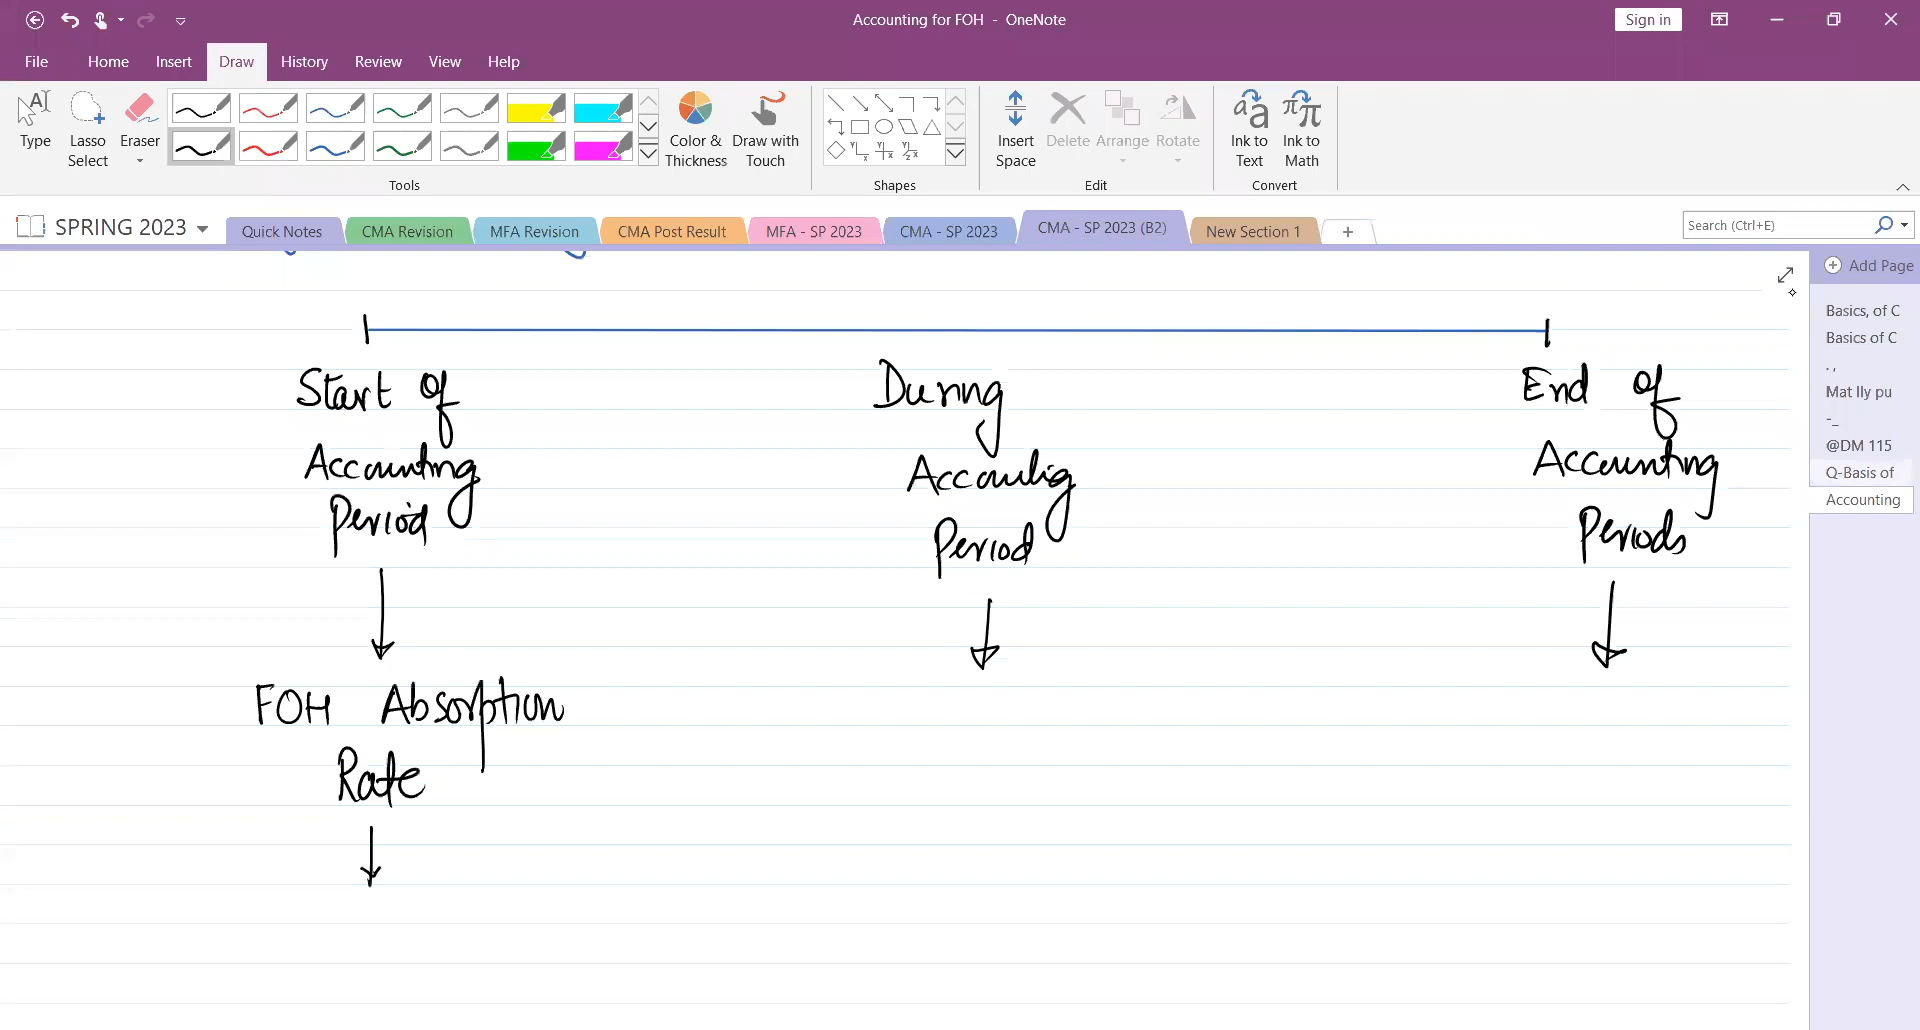 Accounting for FOH - OneNote
Sign in
File Home Insert Draw History Review View Help
Type
Lasso Select
Eraser
Color & Thickness
Draw with Touch
Insert Space
Delete
Arrange
Rotate
Ink to Text
Ink to Math
Tools Shapes Edit Convert
SPRING 2023
Quick Notes
CMA Revision
MFA Revision
CMA Post Result
MFA - SP 2023
CMA - SP 2023
CMA - SP 2023 (B2)
New Section 1
Search (Ctrl+E)
Add Page
Basics, of C
Basics of C
Mat lly pu
@DM 115
Q-Basis of
Accounting
Start of
Accounting
Period
FOH Absorption
Rate
During
Accounting
Period
End of
Accounting
Periods